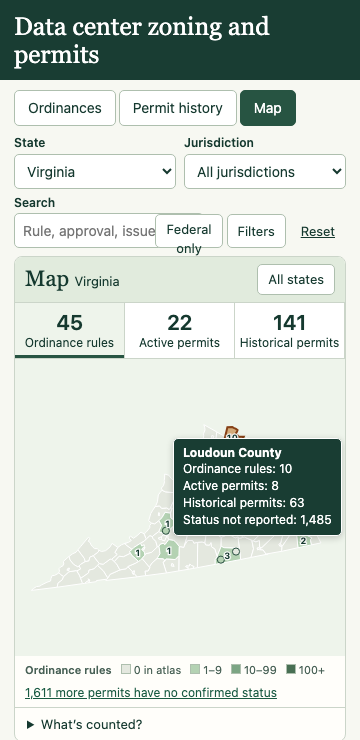 Data center zoning and
permits
Ordinances
Permit history
Map
State
Jurisdiction
Virginia
All jurisdictions
Search
Rule, approval, issue
Federal
only
Filters
Reset
Map Virginia
All states
45
Ordinance rules
22
Active permits
141
Historical permits
Loudoun County
Ordinance rules: 10
Active permits: 8
Historical permits: 63
Status not reported: 1,485
1
1
1
3
2
Ordinance rules 0 in atlas 1–9 10–99 100+
1,611 more permits have no confirmed status
▶ What's counted?